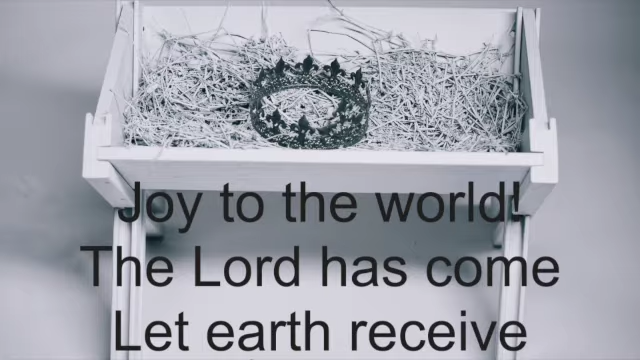 Joy to the world!
The Lord has come
Let earth receive